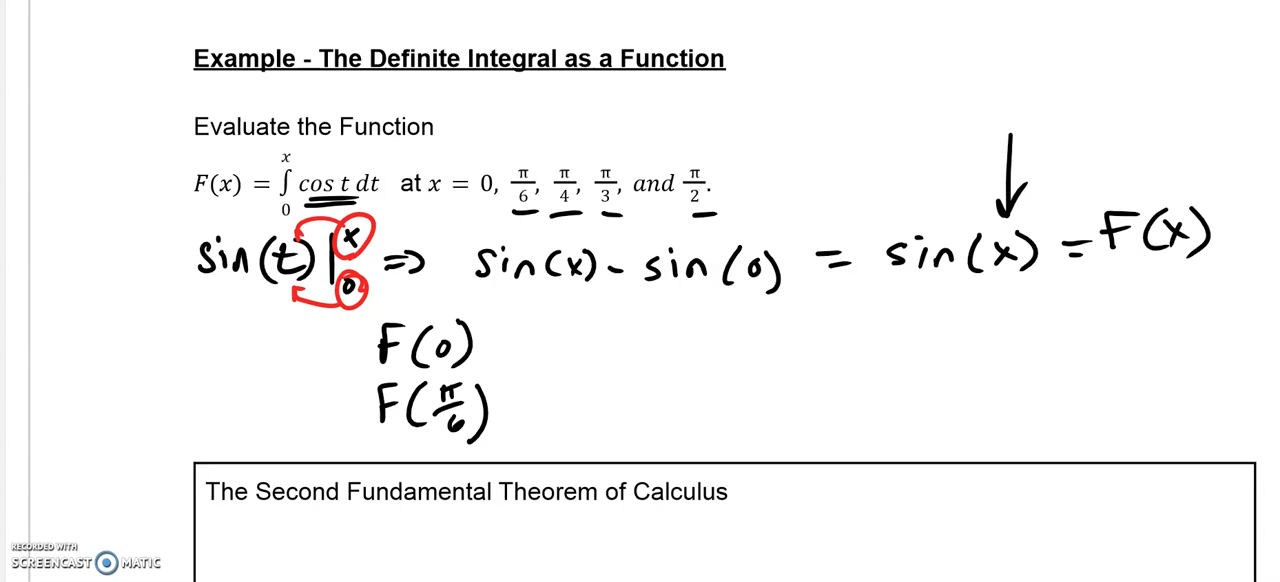 Example - The Definite Integral as a Function
Evaluate the Function
F(x) = ∫₀ˣ cos t dt at x = 0, π/6, π/4, π/3, and π/2.
sin(t)|₀ˣ ⇒ sin(x) - sin(0) = sin(x) = F(x)
F(0)
F(π/6)
The Second Fundamental Theorem of Calculus
RECORDED WITH
SCREENCAST MATIC